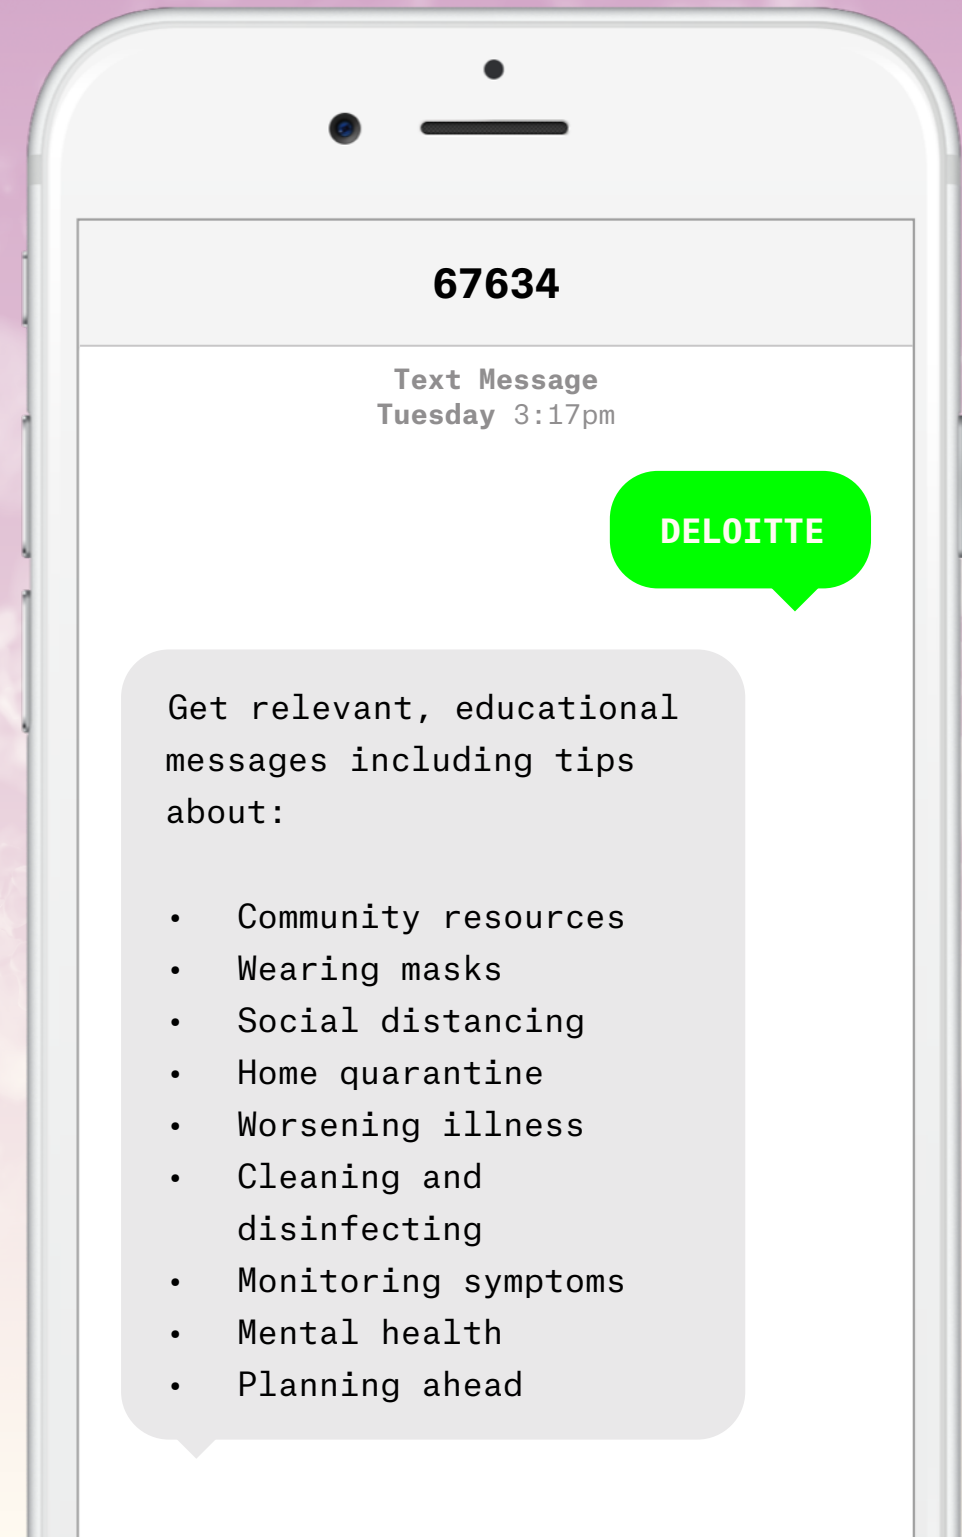 67634
Text Message
Tuesday 3:17pm
DELOITTE
Get relevant, educational
messages including tips
about:
• Community resources
• Wearing masks
• Social distancing
• Home quarantine
• Worsening illness
• Cleaning and
disinfecting
• Monitoring symptoms
• Mental health
• Planning ahead